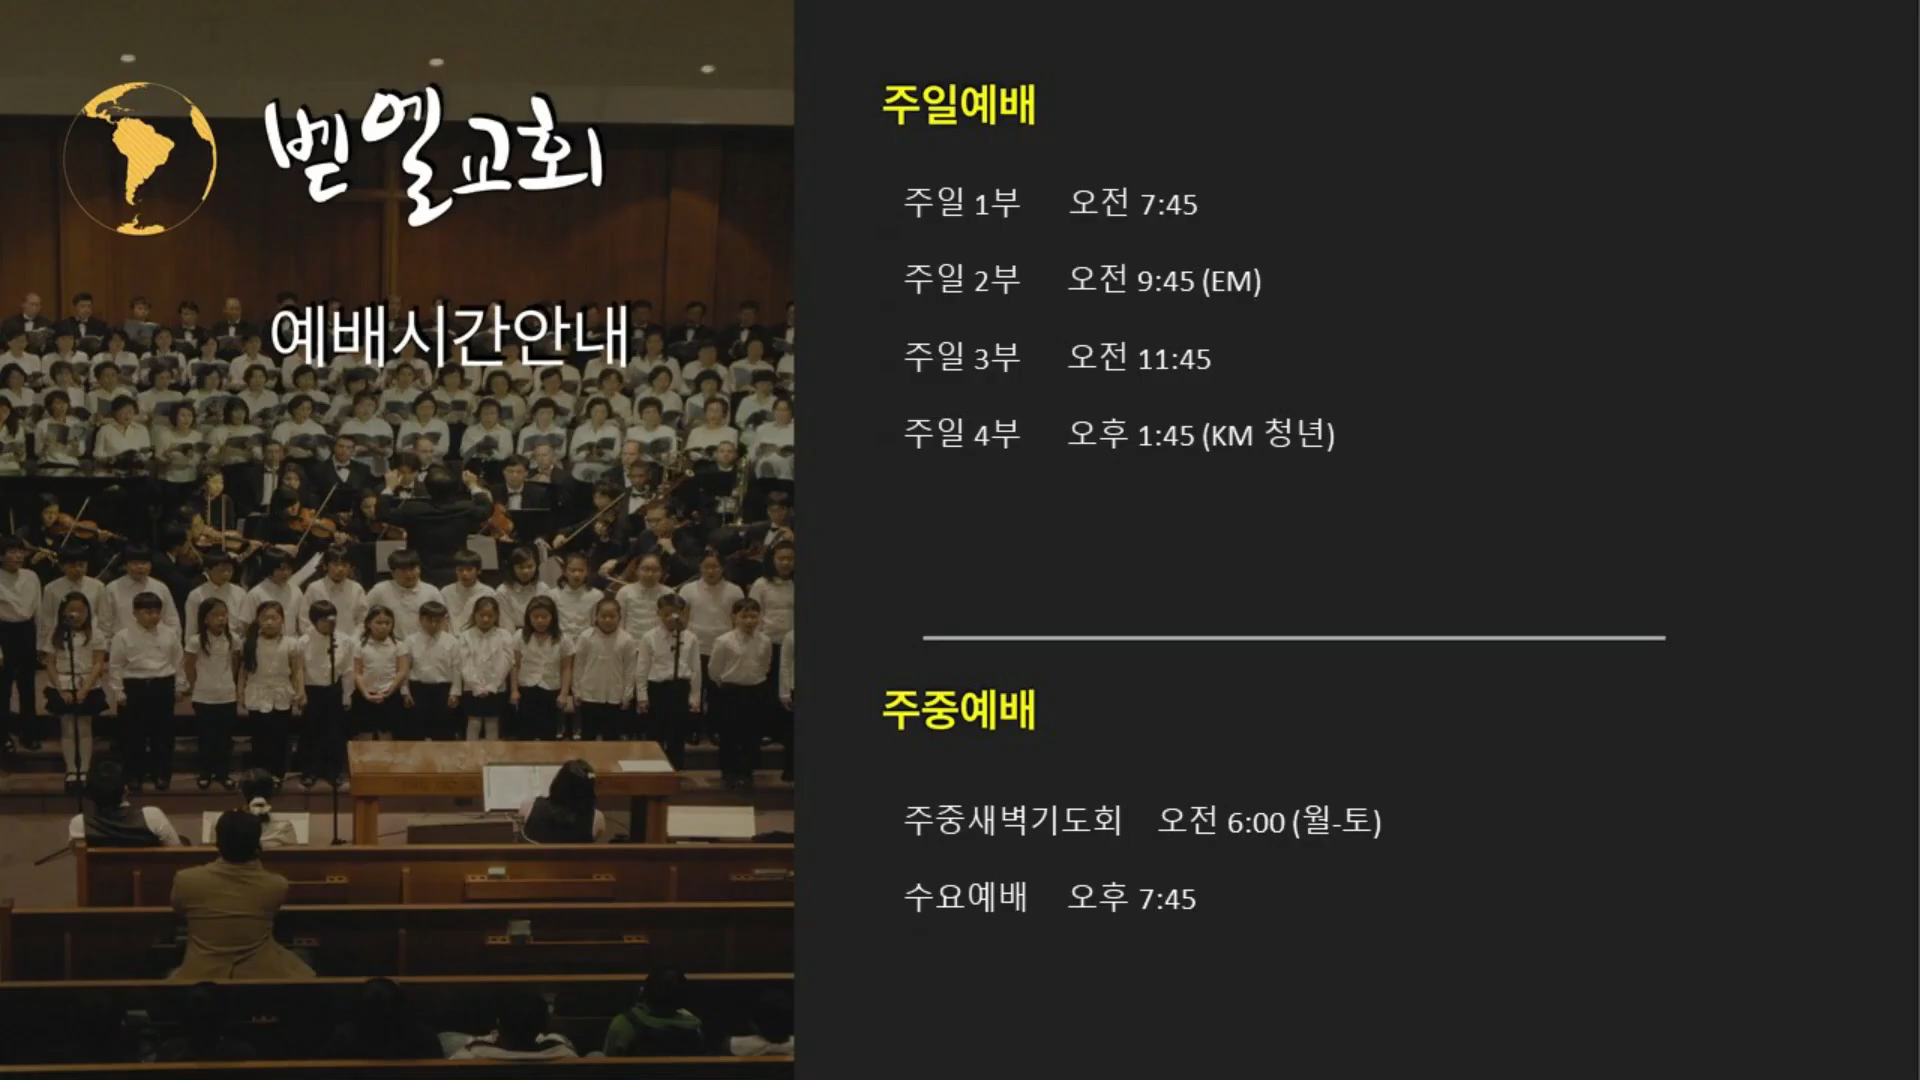 벧엘교회
예배시간안내
주일예배
주일 1부 오전 7:45
주일 2부 오전 9:45 (EM)
주일 3부 오전 11:45
주일 4부 오후 1:45 (KM 청년)
주중예배
주중새벽기도회 오전 6:00 (월-토)
수요예배 오후 7:45